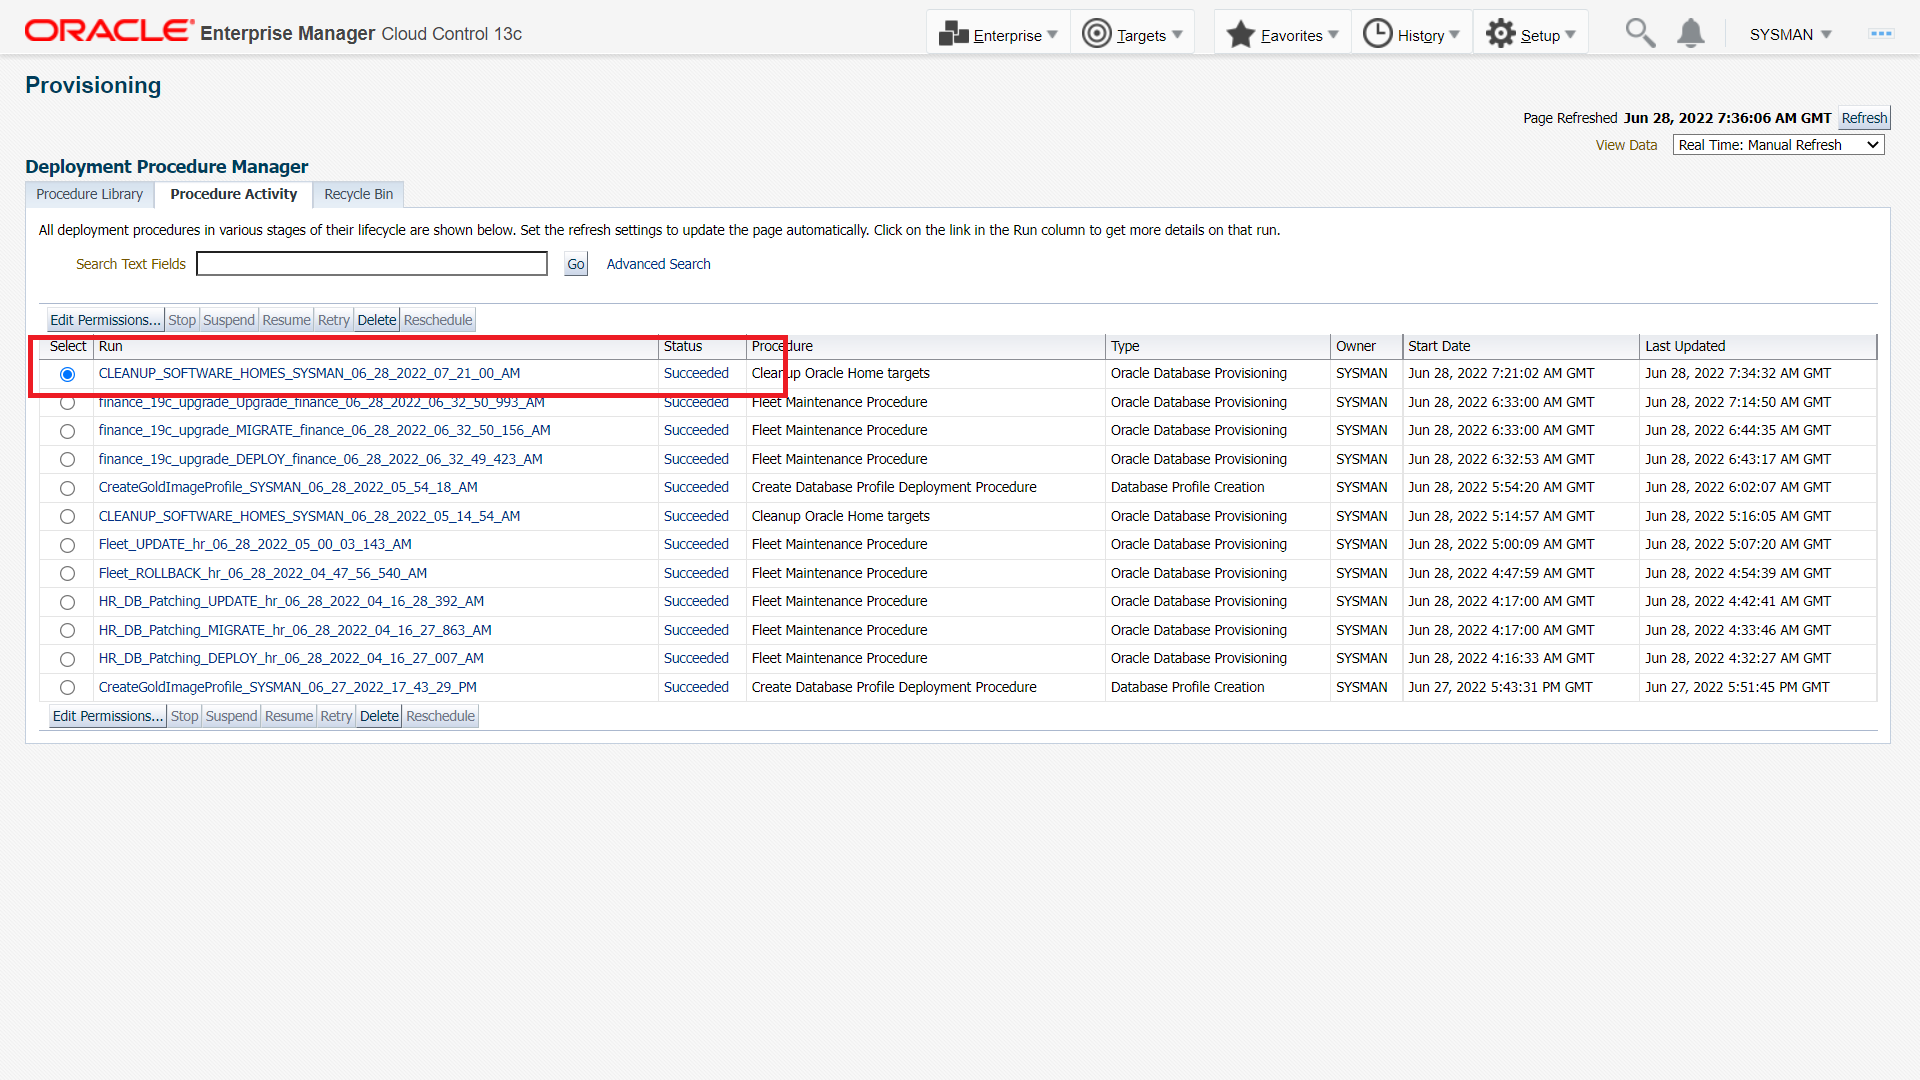 ORACLE Enterprise Manager Cloud Control 13c Enterprise Targets Favorites History Setup SYSMAN
Provisioning
Page Refreshed Jun 28, 2022 7:36:06 AM GMT Refresh
View Data Real Time: Manual Refresh
Deployment Procedure Manager
Procedure Library Procedure Activity Recycle Bin
All deployment procedures in various stages of their lifecycle are shown below. Set the refresh settings to update the page automatically. Click on the link in the Run column to get more details on that run.
Search Text Fields Go Advanced Search
Edit Permissions... Stop Suspend Resume Retry Delete Reschedule
Select Run Status Procedure Type Owner Start Date Last Updated
CLEANUP_SOFTWARE_HOMES_SYSMAN_06_28_2022_07_21_00_AM Succeeded Cleanup Oracle Home targets Oracle Database Provisioning SYSMAN Jun 28, 2022 7:21:02 AM GMT Jun 28, 2022 7:34:32 AM GMT
finance_19c_upgrade_Upgrade_finance_06_28_2022_06_32_50_993_AM Succeeded Fleet Maintenance Procedure Oracle Database Provisioning SYSMAN Jun 28, 2022 6:33:00 AM GMT Jun 28, 2022 7:14:50 AM GMT
finance_19c_upgrade_MIGRATE_finance_06_28_2022_06_32_50_156_AM Succeeded Fleet Maintenance Procedure Oracle Database Provisioning SYSMAN Jun 28, 2022 6:33:00 AM GMT Jun 28, 2022 6:44:35 AM GMT
finance_19c_upgrade_DEPLOY_finance_06_28_2022_06_32_49_423_AM Succeeded Fleet Maintenance Procedure Oracle Database Provisioning SYSMAN Jun 28, 2022 6:32:53 AM GMT Jun 28, 2022 6:43:17 AM GMT
CreateGoldImageProfile_SYSMAN_06_28_2022_05_54_18_AM Succeeded Create Database Profile Deployment Procedure Database Profile Creation SYSMAN Jun 28, 2022 5:54:20 AM GMT Jun 28, 2022 6:02:07 AM GMT
CLEANUP_SOFTWARE_HOMES_SYSMAN_06_28_2022_05_14_54_AM Succeeded Cleanup Oracle Home targets Oracle Database Provisioning SYSMAN Jun 28, 2022 5:14:57 AM GMT Jun 28, 2022 5:16:05 AM GMT
Fleet_UPDATE_hr_06_28_2022_05_00_03_143_AM Succeeded Fleet Maintenance Procedure Oracle Database Provisioning SYSMAN Jun 28, 2022 5:00:09 AM GMT Jun 28, 2022 5:07:20 AM GMT
Fleet_ROLLBACK_hr_06_28_2022_04_47_56_540_AM Succeeded Fleet Maintenance Procedure Oracle Database Provisioning SYSMAN Jun 28, 2022 4:47:59 AM GMT Jun 28, 2022 4:54:39 AM GMT
HR_DB_Patching_UPDATE_hr_06_28_2022_04_16_28_392_AM Succeeded Fleet Maintenance Procedure Oracle Database Provisioning SYSMAN Jun 28, 2022 4:17:00 AM GMT Jun 28, 2022 4:42:41 AM GMT
HR_DB_Patching_MIGRATE_hr_06_28_2022_04_16_27_863_AM Succeeded Fleet Maintenance Procedure Oracle Database Provisioning SYSMAN Jun 28, 2022 4:17:00 AM GMT Jun 28, 2022 4:33:46 AM GMT
HR_DB_Patching_DEPLOY_hr_06_28_2022_04_16_27_007_AM Succeeded Fleet Maintenance Procedure Oracle Database Provisioning SYSMAN Jun 28, 2022 4:16:33 AM GMT Jun 28, 2022 4:32:27 AM GMT
CreateGoldImageProfile_SYSMAN_06_27_2022_17_43_29_PM Succeeded Create Database Profile Deployment Procedure Database Profile Creation SYSMAN Jun 27, 2022 5:43:31 PM GMT Jun 27, 2022 5:51:45 PM GMT
Edit Permissions... Stop Suspend Resume Retry Delete Reschedule